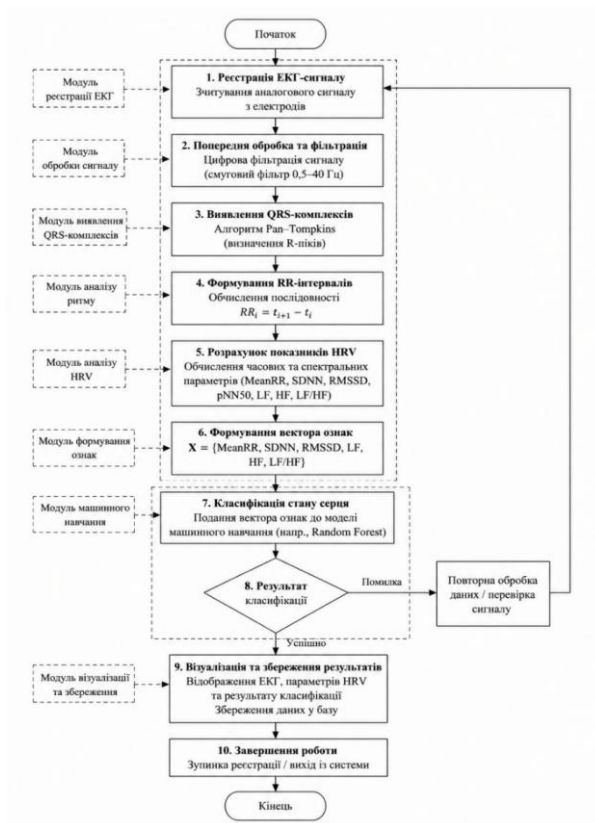 Початок
Модуль
реєстрації ЕКГ
1. Реєстрація ЕКГ-сигналу
Зчитування аналогового сигналу
з електродів
Модуль
обробки сигналу
2. Попередня обробка та фільтрація
Цифрова фільтрація сигналу
(смуговий фільтр 0,5–40 Гц)
Модуль виявлення
QRS-комплексів
3. Виявлення QRS-комплексів
Алгоритм Pan–Tompkins
(визначення R-піків)
Модуль аналізу
ритму
4. Формування RR-інтервалів
Обчислення послідовності
RRᵢ = tᵢ₊₁ − tᵢ
Модуль аналізу
HRV
5. Розрахунок показників HRV
Обчислення часових та спектральних
параметрів (MeanRR, SDNN, RMSSD,
pNN50, LF, HF, LF/HF)
Модуль формування
ознак
6. Формування вектора ознак
X = {MeanRR, SDNN, RMSSD, LF,
HF, LF/HF}
Модуль машинного
навчання
7. Класифікація стану серця
Подання вектора ознак до моделі
машинного навчання (напр., Random Forest)
8. Результат
класифікації
Помилка
Повторна обробка
даних / перевірка
сигналу
Успішно
Модуль візуалізації
та збереження
9. Візуалізація та збереження результатів
Відображення ЕКГ, параметрів HRV
та результату класифікації
Збереження даних у базу
10. Завершення роботи
Зупинка реєстрації / вихід із системи
Кінець